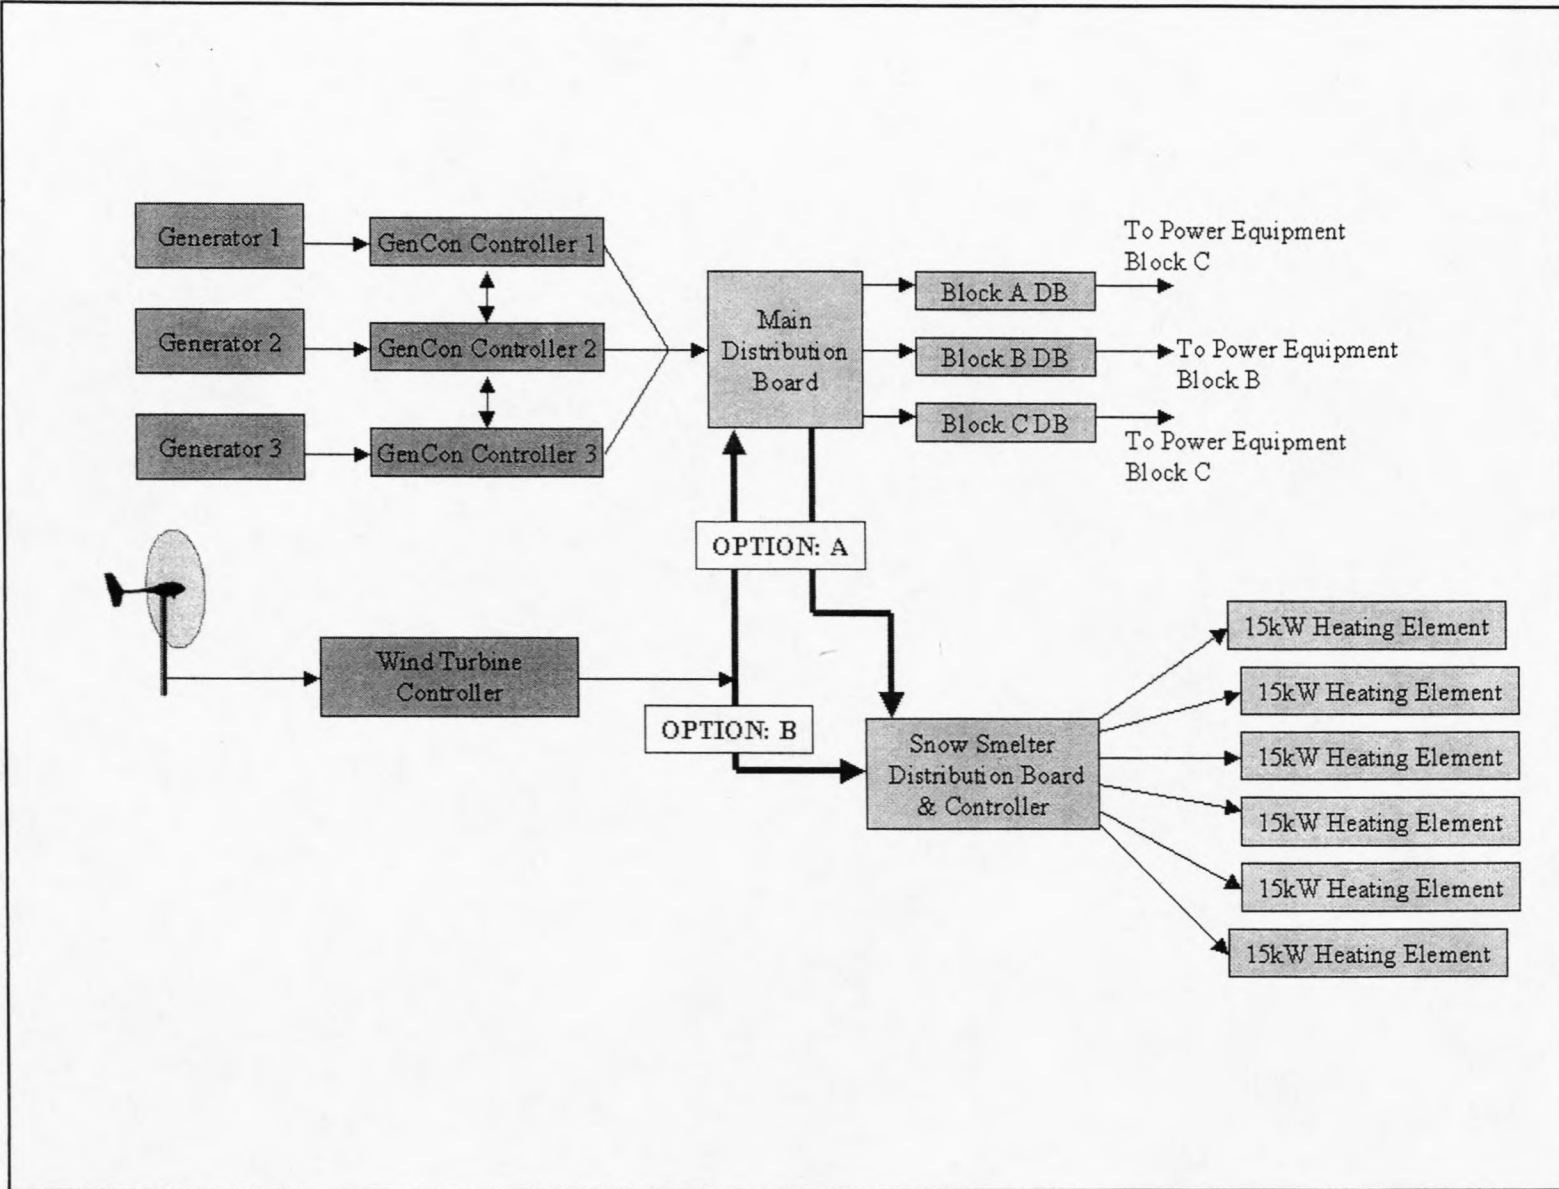 Generator 1
GenCon Controller 1
Generator 2
GenCon Controller 2
Generator 3
GenCon Controller 3
Main
Distribution
Board
Block A DB
Block B DB
Block C DB
To Power Equipment
Block C
To Power Equipment
Block B
To Power Equipment
Block C
OPTION: A
Wind Turbine
Controller
OPTION: B
Snow Smelter
Distribution Board
& Controller
15kW Heating Element
15kW Heating Element
15kW Heating Element
15kW Heating Element
15kW Heating Element
15kW Heating Element